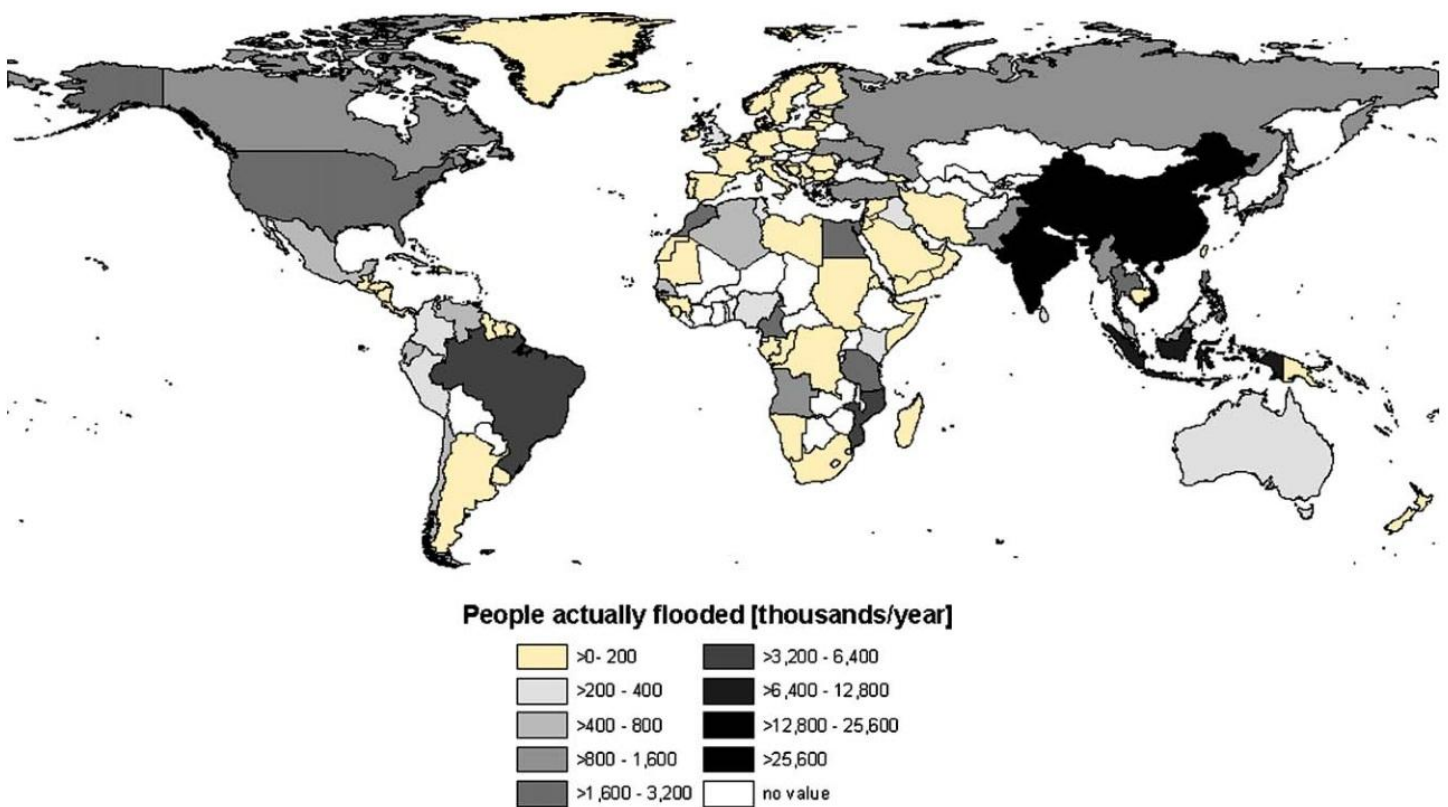 People actually flooded [thousands/year]
>0- 200
>200 - 400
>400 - 800
>800 - 1,600
>1,600 - 3,200
>3,200 - 6,400
>6,400 - 12,800
>12,800 - 25,600
>25,600
no value